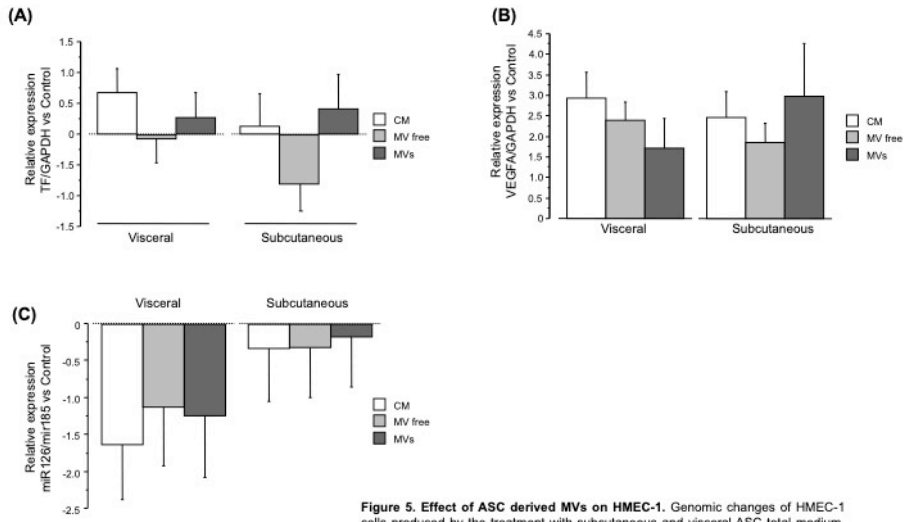 (A)
Relative expression
TF/GAPDH vs Control
1.5
1.0
0.5
0
-0.5
-1.0
-1.5
Visceral
Subcutaneous
CM
MV free
MVs
(B)
Relative expression
VEGFA/GAPDH vs Control
4.5
4.0
3.5
3.0
2.5
2.0
1.5
1.0
0.5
0
Visceral
Subcutaneous
CM
MV free
MVs
(C)
Visceral
Subcutaneous
Relative expression
miR126/mir185 vs Control
0
-0.5
-1.0
-1.5
-2.0
-2.5
CM
MV free
MVs
Figure 5. Effect of ASC derived MVs on HMEC-1. Genomic changes of HMEC-1
cells produced by the treatment with subcutaneous and visceral ASC total medium